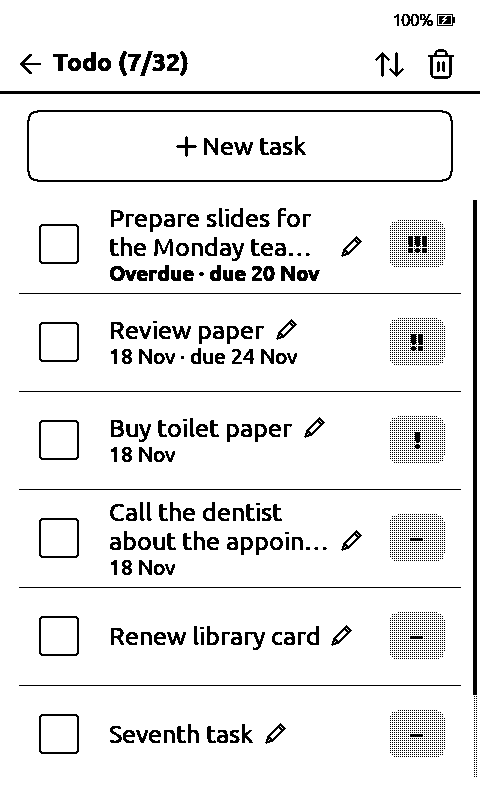 100%
Todo (7/32)
+ New task
Prepare slides for
the Monday tea...
Overdue · due 20 Nov
!!!
Review paper
18 Nov · due 24 Nov
!!
Buy toilet paper
18 Nov
!
Call the dentist
about the appoin...
18 Nov
–
Renew library card
–
Seventh task
–